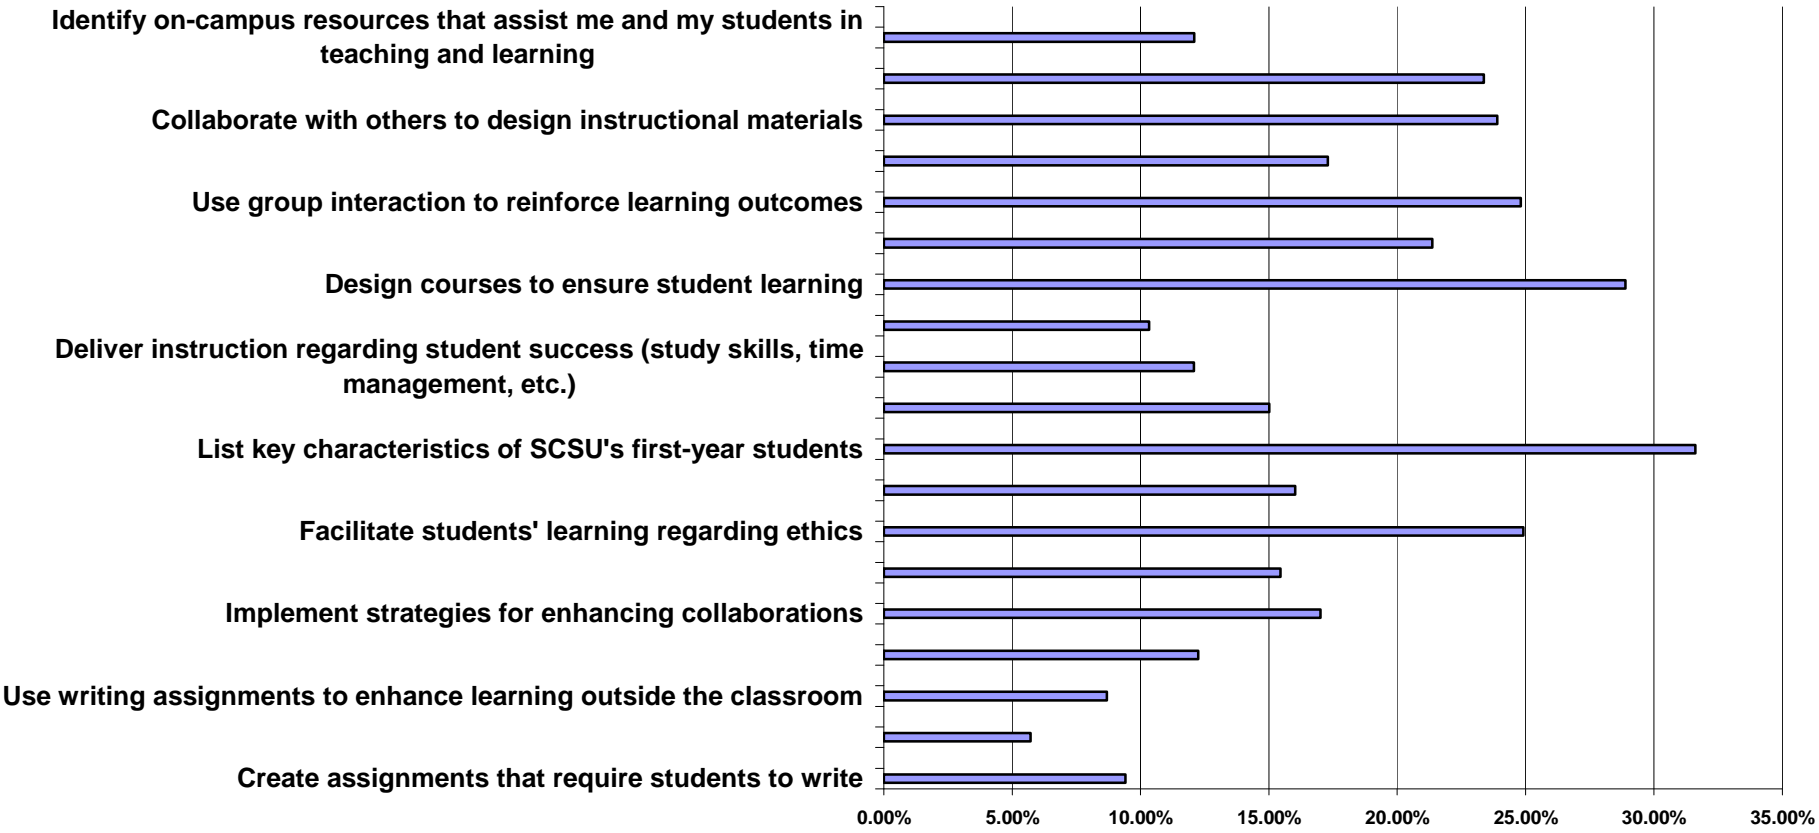 Identify on-campus resources that assist me and my students in
teaching and learning
Collaborate with others to design instructional materials
Use group interaction to reinforce learning outcomes
Design courses to ensure student learning
Deliver instruction regarding student success (study skills, time
management, etc.)
List key characteristics of SCSU's first-year students
Facilitate students' learning regarding ethics
Implement strategies for enhancing collaborations
Use writing assignments to enhance learning outside the classroom
Create assignments that require students to write
0.00% 5.00% 10.00% 15.00% 20.00% 25.00% 30.00% 35.00%